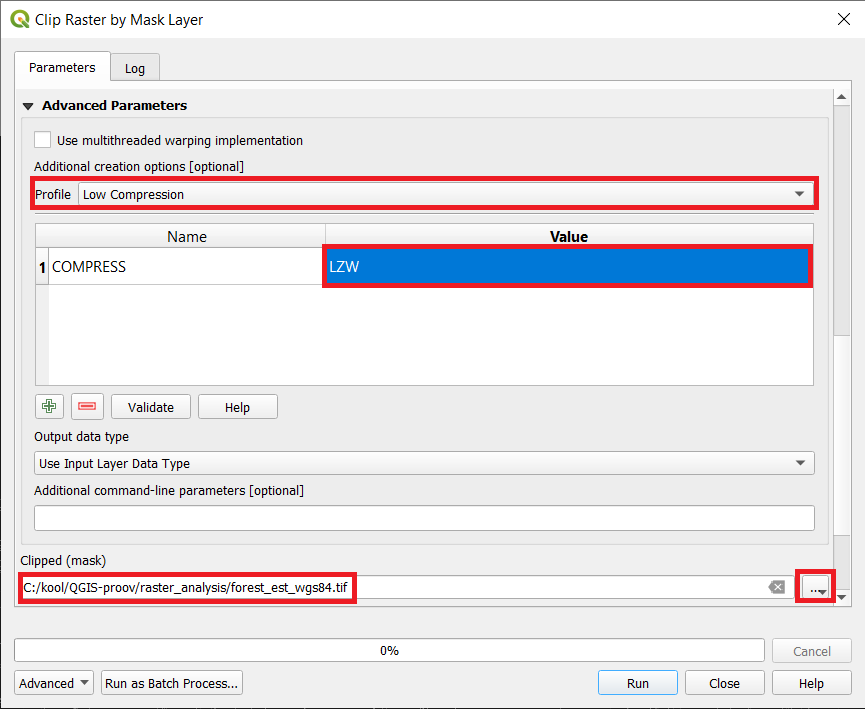 Clip Raster by Mask Layer
Parameters
Log
Advanced Parameters
Use multithreaded warping implementation
Additional creation options [optional]
Profile Low Compression
Name Value
1 COMPRESS LZW
Validate Help
Output data type
Use Input Layer Data Type
Additional command-line parameters [optional]
Clipped (mask)
C:/kool/QGIS-proov/raster_analysis/forest_est_wgs84.tif ...
0% Cancel
Advanced Run as Batch Process... Run Close Help